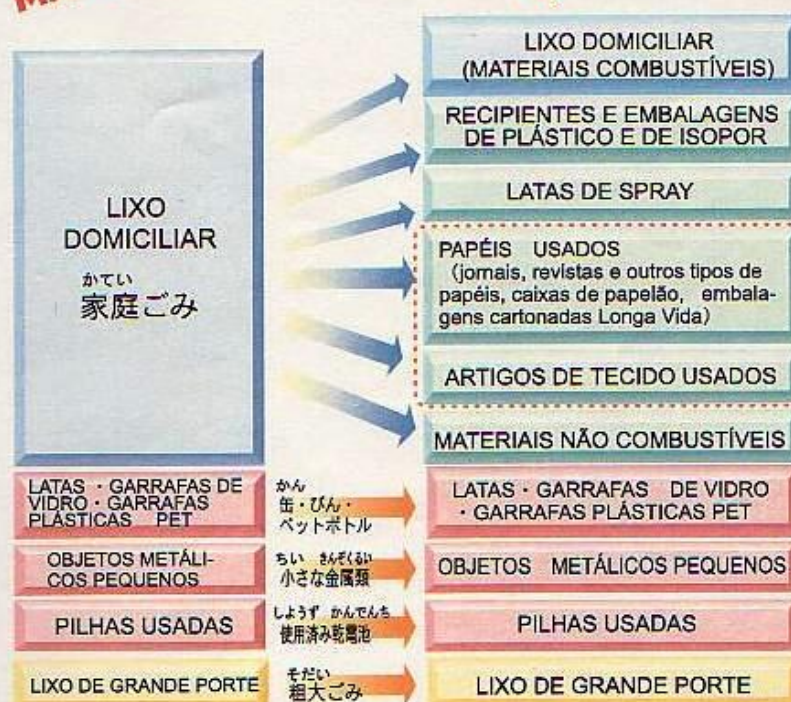 LIXO
DOMICILIAR
かてい
家庭ごみ
LATAS ・ GARRAFAS DE
VIDRO・GARRAFAS
PLÁSTICAS PET
OBJETOS METÁLI-
COS PEQUENOS
PILHAS USADAS
LIXO DE GRANDE PORTE
かん
缶・びん・
ペットボトル
ちい きんぞくるい
小さな金属類
しようず かんでんち
使用済み乾電池
そだい
粗大ごみ
LIXO DOMICILIAR
(MATERIAIS COMBUSTÍVEIS)
RECIPIENTES E EMBALAGENS
DE PLÁSTICO E DE ISOPOR
LATAS DE SPRAY
PAPÉIS USADOS
(jornais, revistas e outros tipos de
papéis, caixas de papelão, embala-
gens cartonadas Longa Vida)
ARTIGOS DE TECIDO USADOS
MATERIAIS NÃO COMBUSTÍVEIS
LATAS · GARRAFAS DE VIDRO
· GARRAFAS PLÁSTICAS PET
OBJETOS METÁLICOS PEQUENOS
PILHAS USADAS
LIXO DE GRANDE PORTE